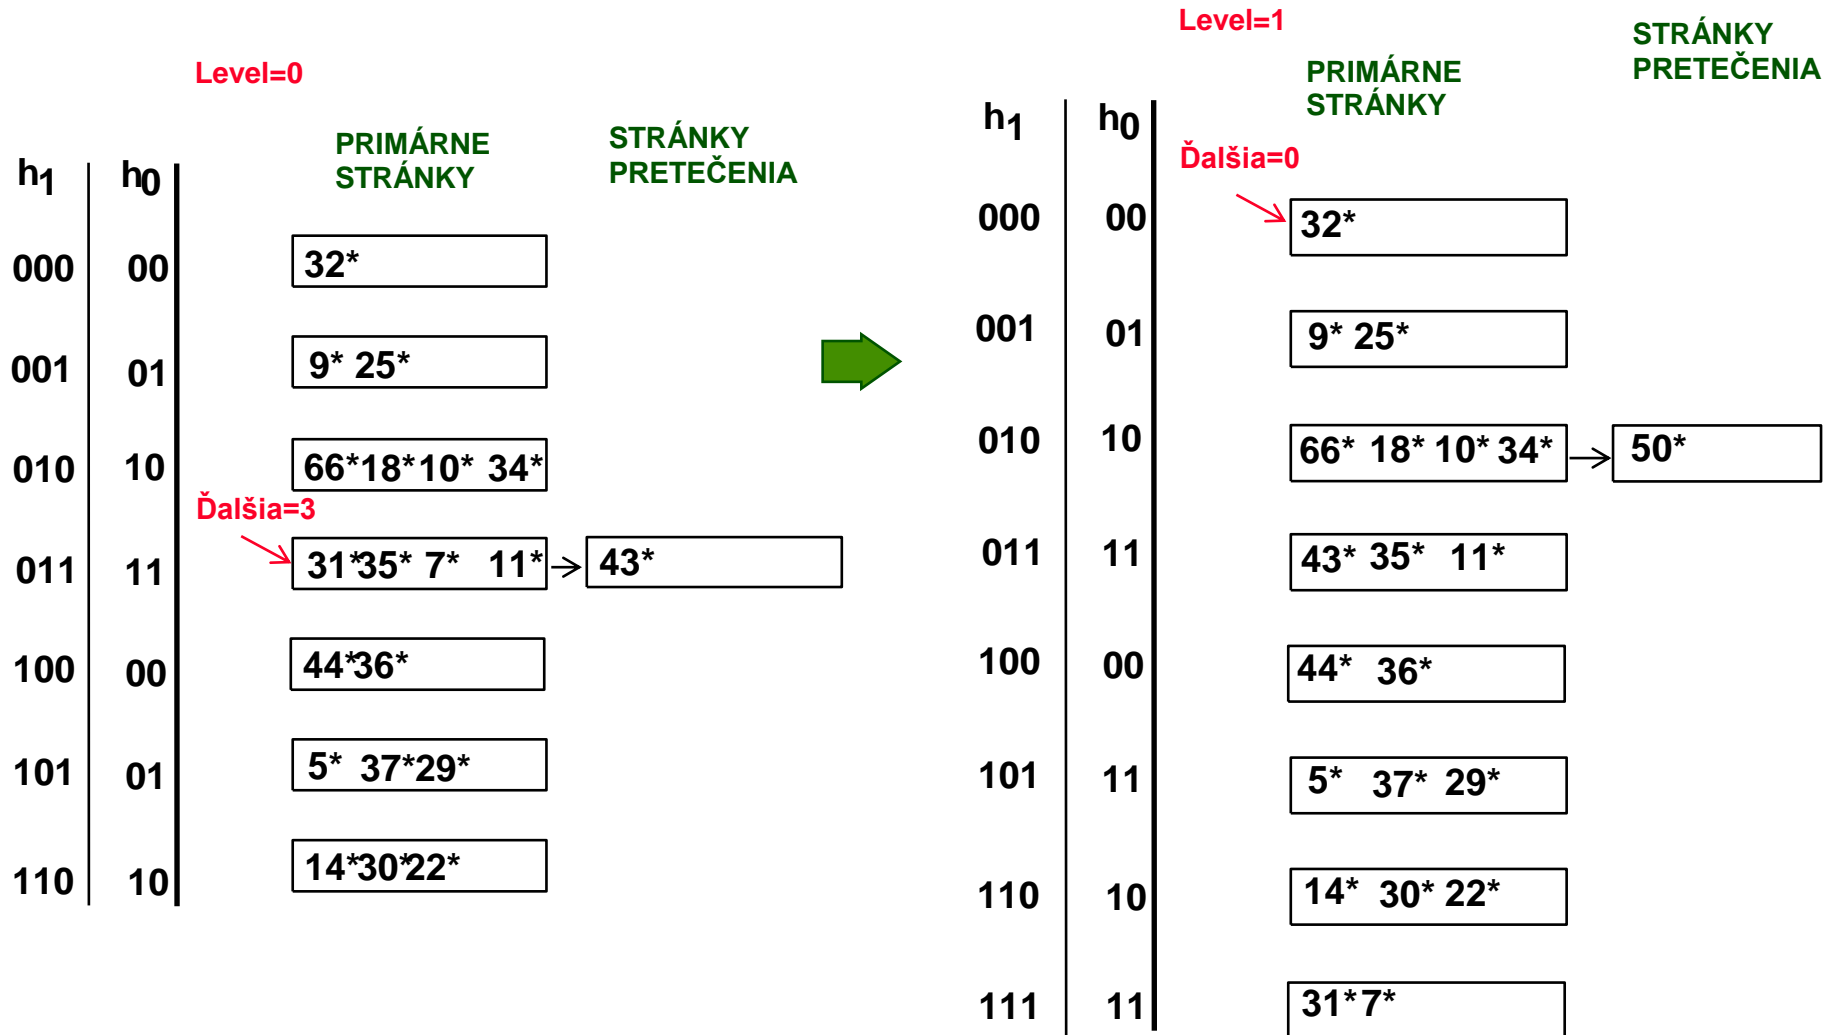 Level=0
PRIMÁRNE
STRÁNKY
STRÁNKY
PRETEČENIA
h1 h0
000 00 32*
001 01 9* 25*
010 10 66*18*10* 34*
Ďalšia=3
011 11 31*35* 7* 11* 43*
100 00 44*36*
101 01 5* 37*29*
110 10 14*30*22*
Level=1
STRÁNKY
PRETEČENIA
PRIMÁRNE
STRÁNKY
h1 h0
Ďalšia=0
000 00 32*
001 01 9* 25*
010 10 66* 18* 10* 34* 50*
011 11 43* 35* 11*
100 00 44* 36*
101 11 5* 37* 29*
110 10 14* 30* 22*
111 11 31*7*